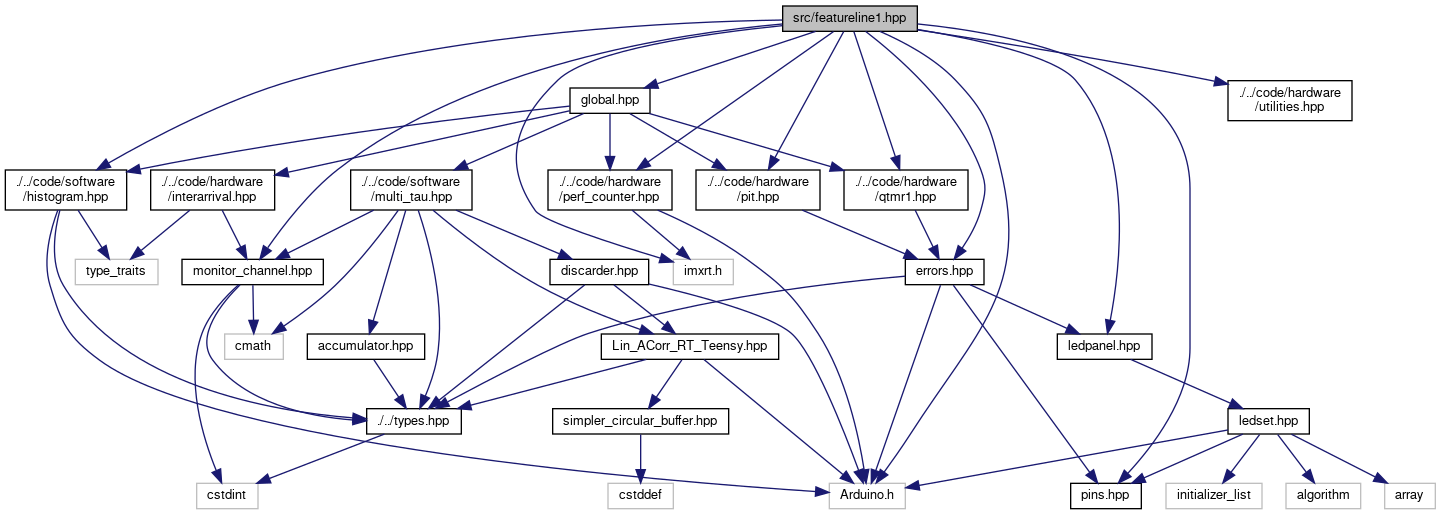 src/featureline1.hpp
./../code/hardware
/utilities.hpp
global.hpp
./../code/software
/histogram.hpp
./../code/hardware
/interarrival.hpp
./../code/software
/multi_tau.hpp
./../code/hardware
/perf_counter.hpp
./../code/hardware
/pit.hpp
./../code/hardware
/qtmr1.hpp
type_traits
monitor_channel.hpp
discarder.hpp
imxrt.h
errors.hpp
cmath
accumulator.hpp
Lin_ACorr_RT_Teensy.hpp
ledpanel.hpp
./../types.hpp
simpler_circular_buffer.hpp
ledset.hpp
cstdint
cstddef
Arduino.h
pins.hpp
initializer_list
algorithm
array